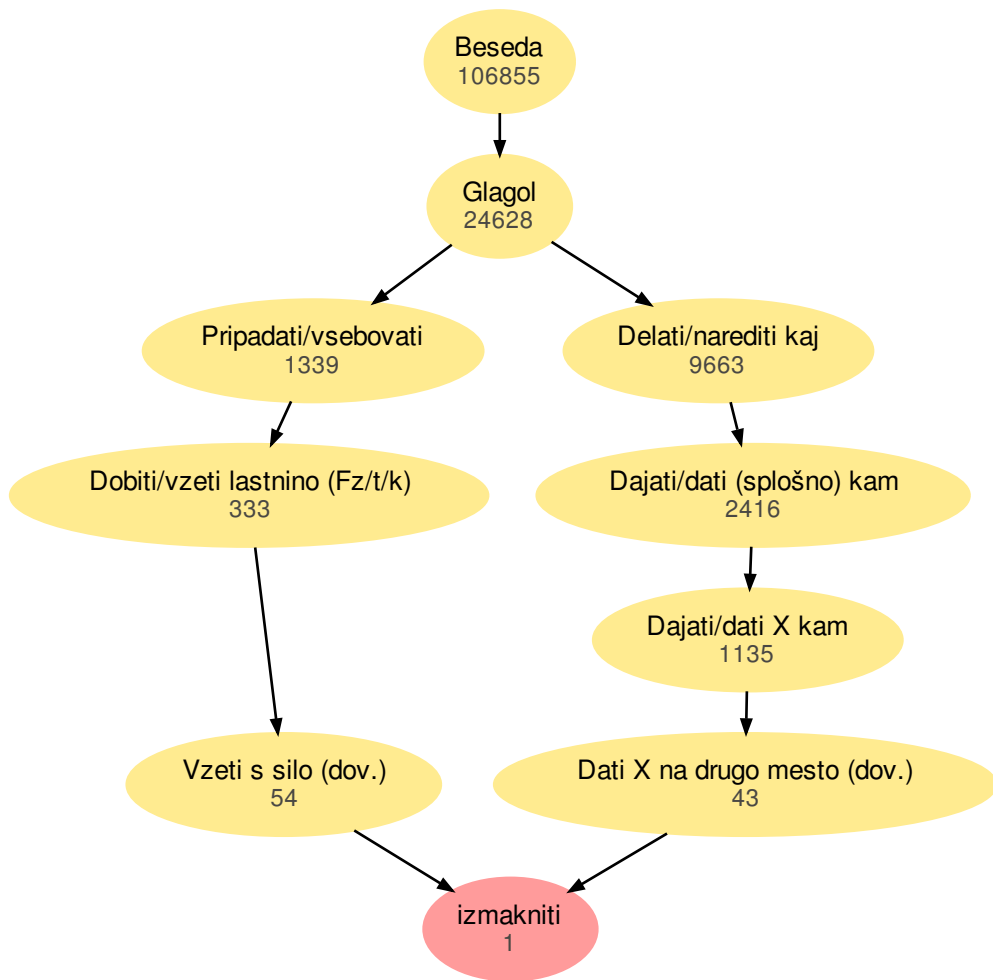 Beseda
106855
Glagol
24628
Pripadati/vsebovati
1339
Delati/narediti kaj
9663
Dobiti/vzeti lastnino (Fz/t/k)
333
Dajati/dati (splošno) kam
2416
Dajati/dati X kam
1135
Vzeti s silo (dov.)
54
Dati X na drugo mesto (dov.)
43
izmakniti
1